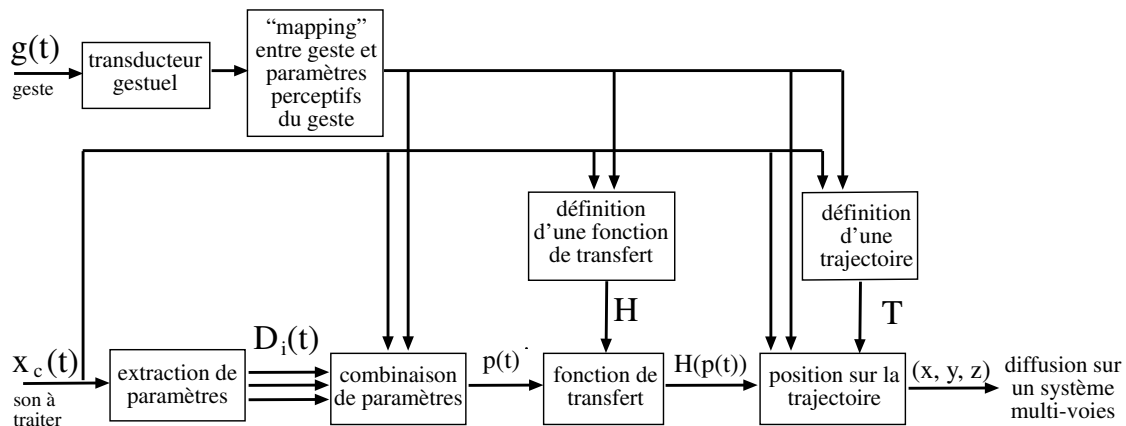 g(t)
geste
transducteur
gestuel
“mapping”
entre geste et
paramètres
perceptifs
du geste
définition
d’une fonction
de transfert
définition
d’une
trajectoire
H
T
x c (t)
son à
traiter
extraction de
paramètres
D i (t)
combinaison
de paramètres
p(t)
fonction de
transfert
H(p(t))
position sur la
trajectoire
(x, y, z)
diffusion sur
un système
multi-voies